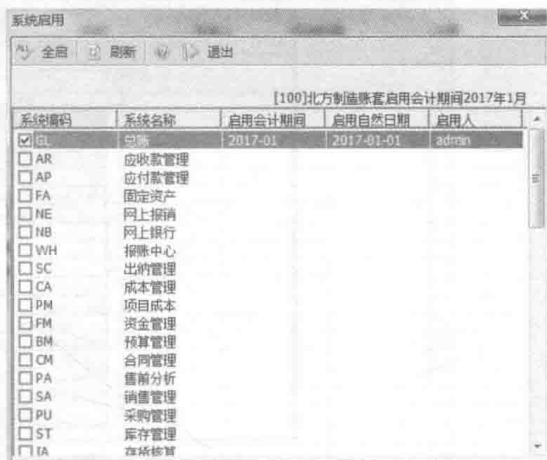 系统启用
全启 刷新 退出
[100]北方制造账套启用会计期间2017年1月
系统编码 系统名称 启用会计期间 启用自然日期 启用人
GL 总账 2017-01 2017-01-01 admin
AR 应收款管理
AP 应付款管理
FA 固定资产
NE 网上报销
NB 网上银行
WH 报账中心
SC 出纳管理
CA 成本管理
PM 项目成本
FM 资金管理
BM 预算管理
CM 合同管理
PA 售前分析
SA 销售管理
PU 采购管理
ST 库存管理
IA 存货核算